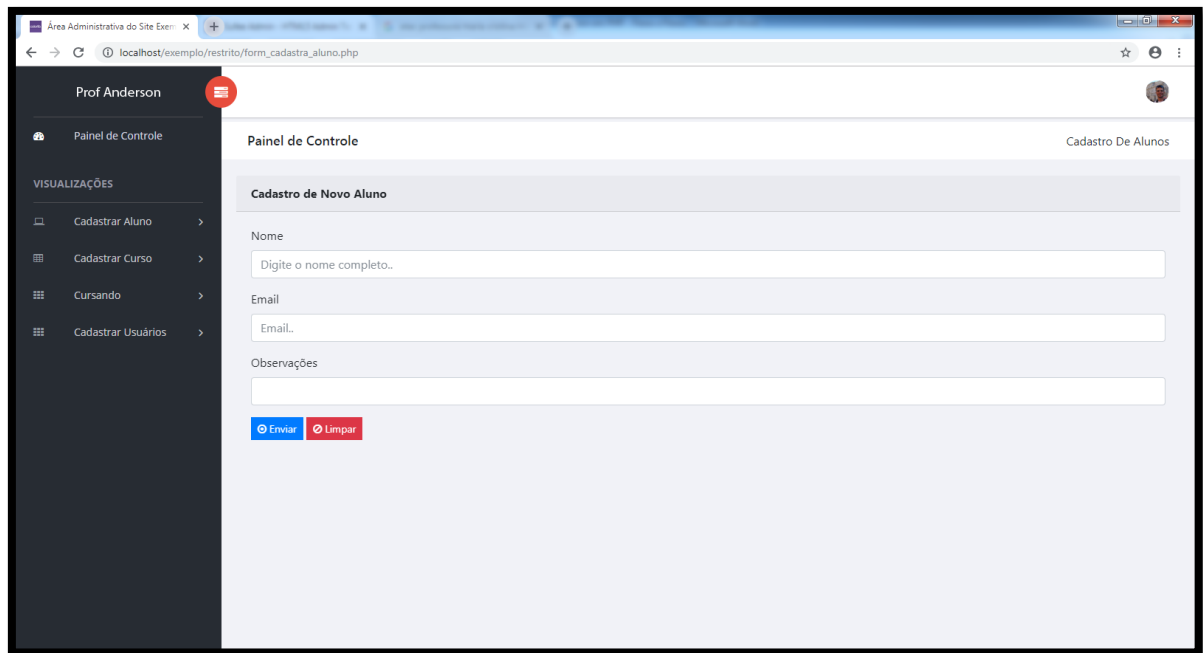 Área Administrativa do Site Exem
localhost/exemplo/restrito/form_cadastra_aluno.php
Prof Anderson
Painel de Controle
VISUALIZAÇÕES
Cadastrar Aluno
Cadastrar Curso
Cursando
Cadastrar Usuários
Painel de Controle
Cadastro De Alunos
Cadastro de Novo Aluno
Nome
Digite o nome completo..
Email
Email..
Observações
Enviar
Limpar